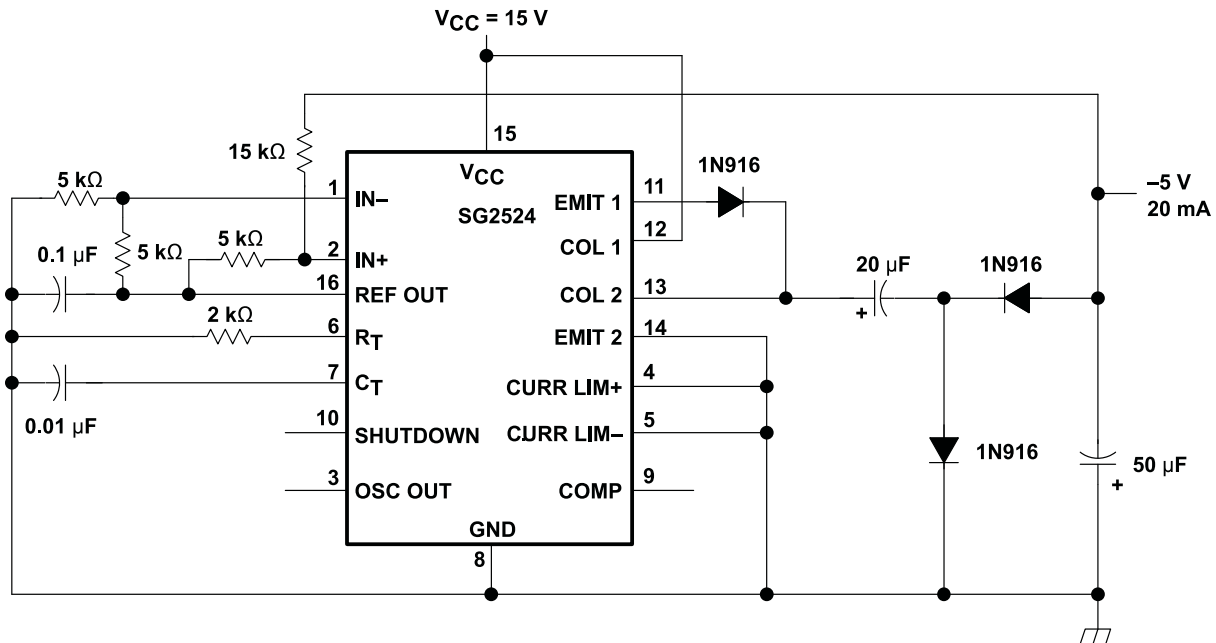 VCC = 15 V
15
15 kΩ
VCC
SG2524
5 kΩ
1
IN–
5 kΩ
0.1 µF
5 kΩ
2
IN+
16
REF OUT
2 kΩ
6
RT
7
CT
0.01 µF
10
SHUTDOWN
3
OSC OUT
GND
8
EMIT 1
11
1N916
COL 1
12
COL 2
13
EMIT 2
14
CURR LIM+
4
CURR LIM–
5
COMP
9
20 µF
+
1N916
–5 V
20 mA
1N916
50 µF
+